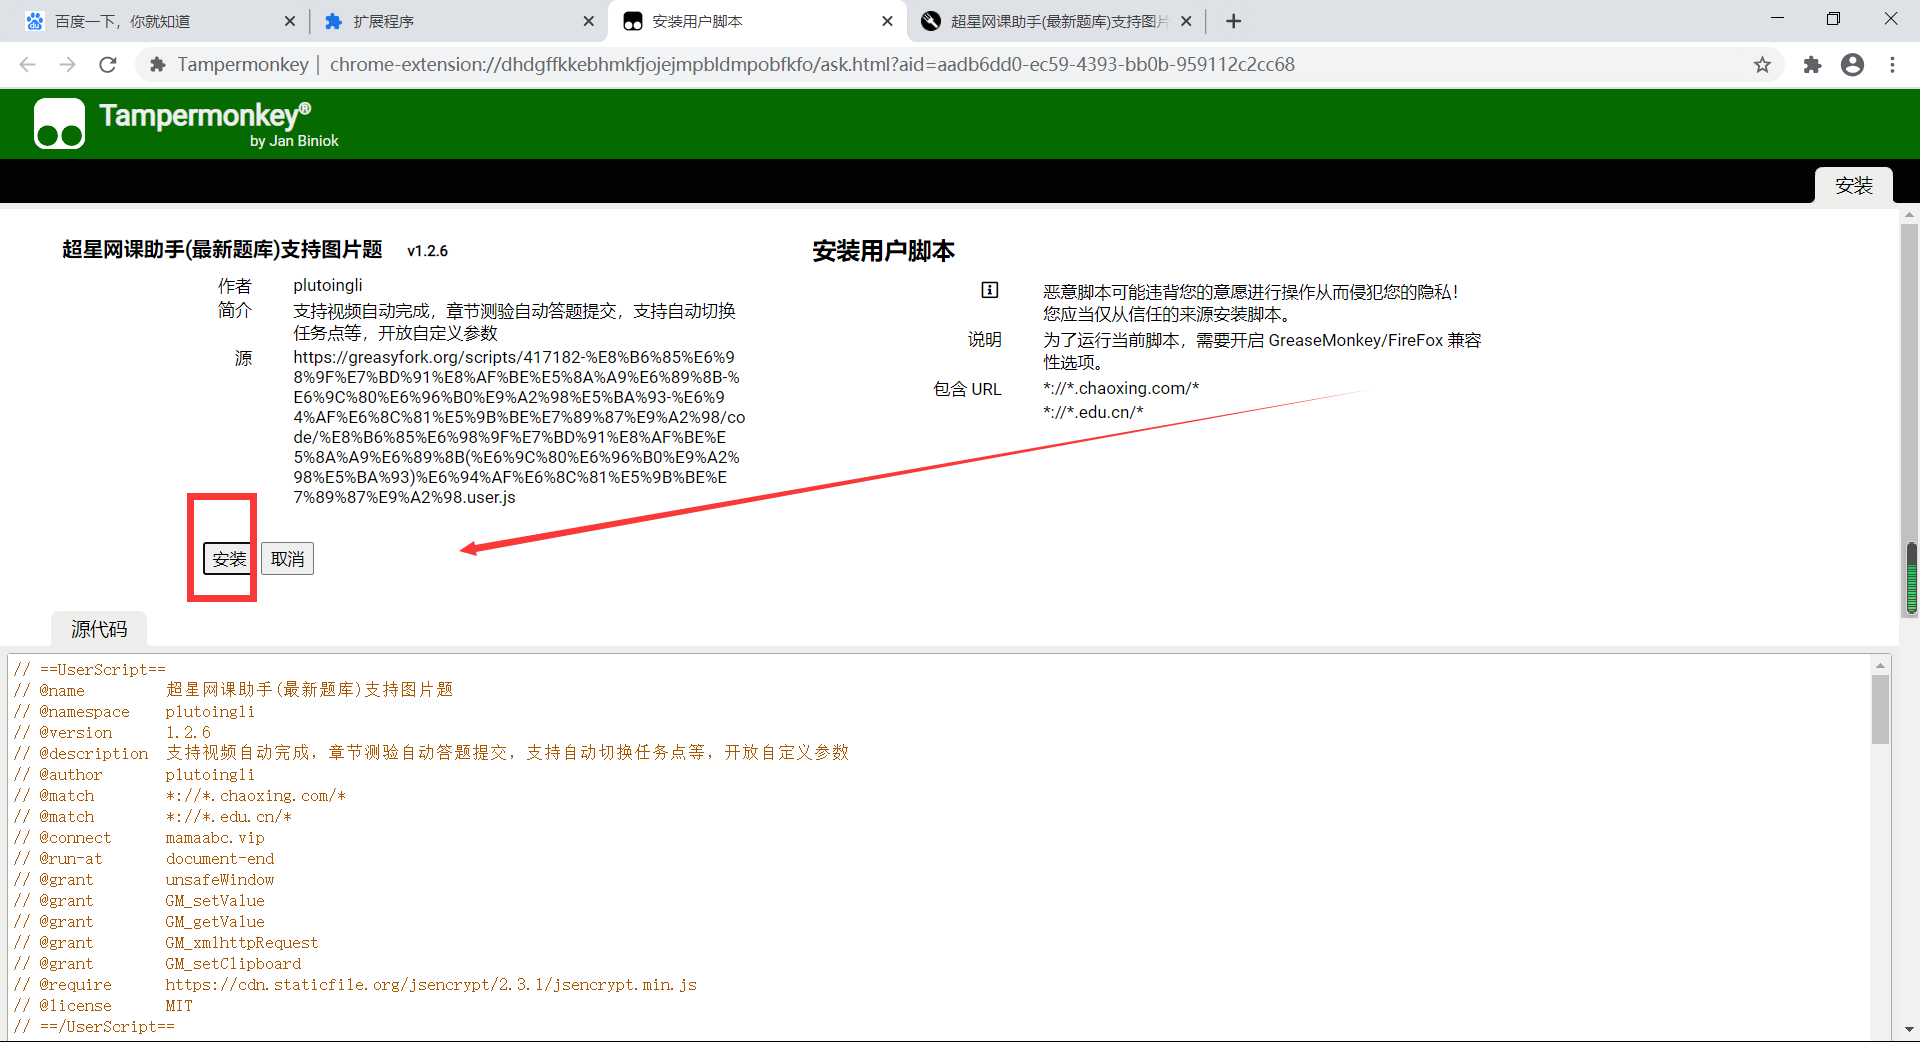 百度一下，你就知道
扩展程序
安装用户脚本
超星网课助手(最新题库)支持图片
Tampermonkey | chrome-extension://dhdgffkkebhmkfjojejmpbldmpobfkfo/ask.html?aid=aadb6dd0-ec59-4393-bb0b-959112c2cc68
Tampermonkey®
by Jan Biniok
安装
超星网课助手(最新题库)支持图片题 v1.2.6
作者 plutoingli
简介 支持视频自动完成，章节测验自动答题提交，支持自动切换
任务点等，开放自定义参数
源 https://greasyfork.org/scripts/417182-%E8%B6%85%E6%9
8%9F%E7%BD%91%E8%AF%BE%E5%8A%A9%E6%89%8B-%
E6%9C%80%E6%96%B0%E9%A2%98%E5%BA%93-%E6%9
4%AF%E6%8C%81%E5%9B%BE%E7%89%87%E9%A2%98/co
de/%E8%B6%85%E6%98%9F%E7%BD%91%E8%AF%BE%E
5%8A%A9%E6%89%8B(%E6%9C%80%E6%96%B0%E9%A2%
98%E5%BA%93)%E6%94%AF%E6%8C%81%E5%9B%BE%E
7%89%87%E9%A2%98.user.js
安装 取消
安装用户脚本
恶意脚本可能违背您的意愿进行操作从而侵犯您的隐私！
您应当仅从信任的来源安装脚本。
说明 为了运行当前脚本，需要开启 GreaseMonkey/FireFox 兼容
性选项。
包含 URL *://*.chaoxing.com/*
*://*.edu.cn/*
源代码
// ==UserScript==
// @name 超星网课助手(最新题库)支持图片题
// @namespace plutoingli
// @version 1.2.6
// @description 支持视频自动完成，章节测验自动答题提交，支持自动切换任务点等，开放自定义参数
// @author plutoingli
// @match *://*.chaoxing.com/*
// @match *://*.edu.cn/*
// @connect mamaabc.vip
// @run-at document-end
// @grant unsafeWindow
// @grant GM_setValue
// @grant GM_getValue
// @grant GM_xmlhttpRequest
// @grant GM_setClipboard
// @require https://cdn.staticfile.org/jsencrypt/2.3.1/jsencrypt.min.js
// @license MIT
// ==/UserScript==